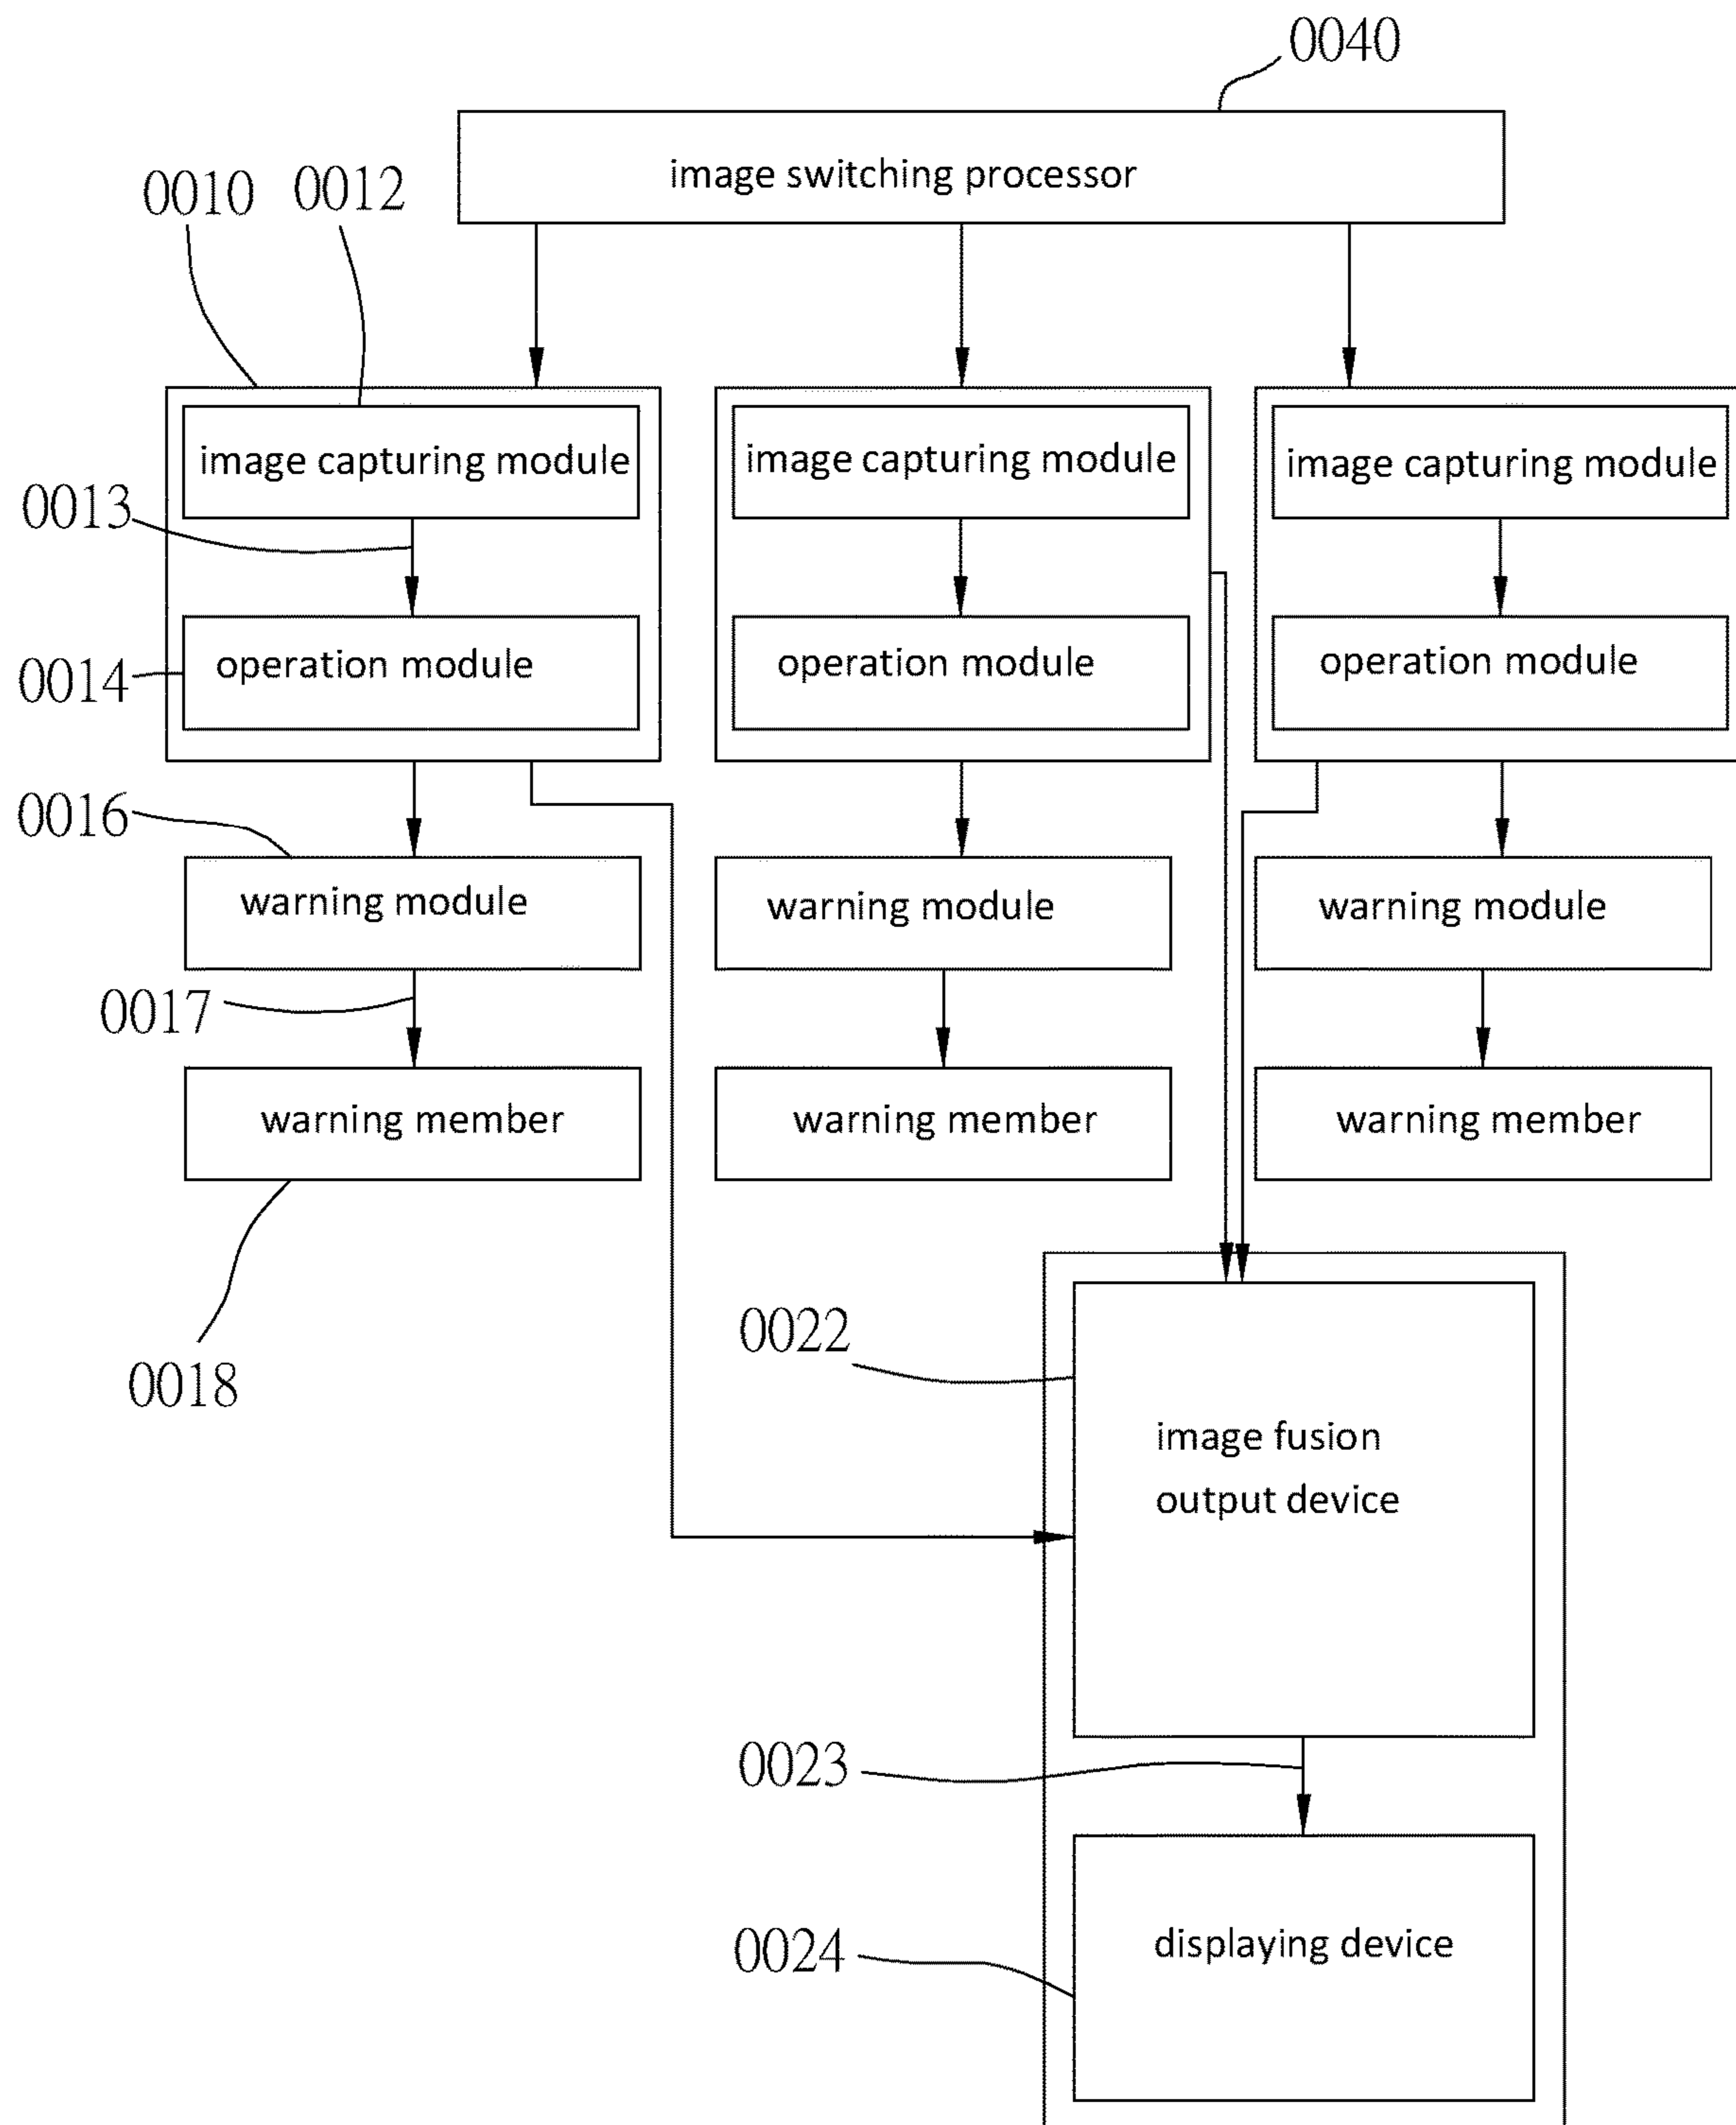 0040
image switching processor
0010 0012
image capturing module
image capturing module
image capturing module
0013
operation module
operation module
operation module
0014
0016
warning module
warning module
warning module
0017
warning member
warning member
warning member
0018
0022
image fusion
output device
0023
displaying device
0024